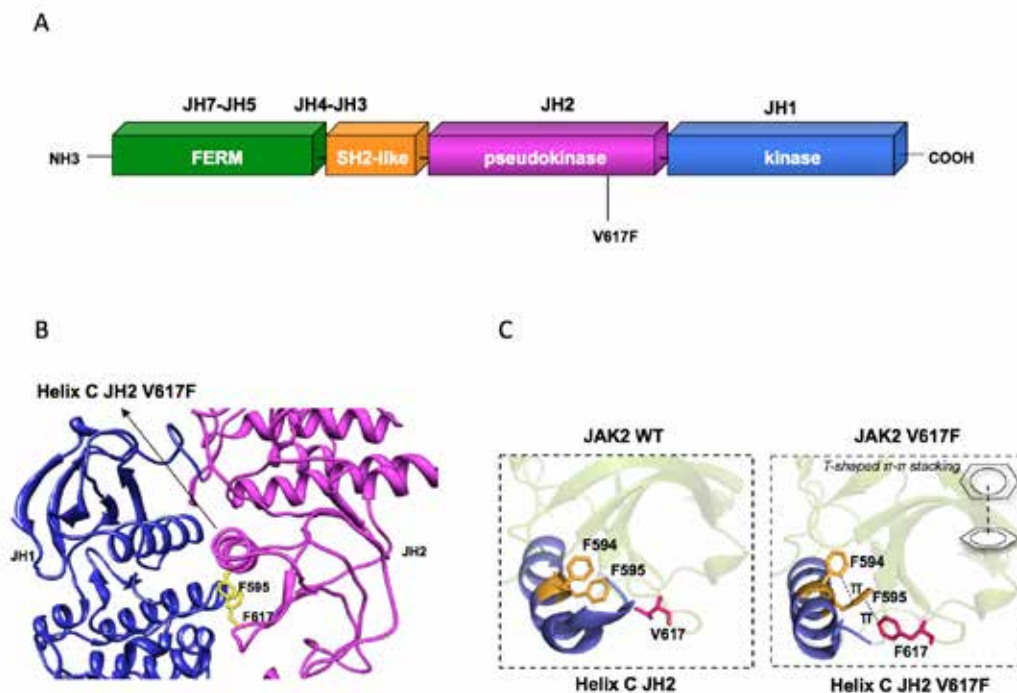 A
JH7-JH5 JH4-JH3 JH2 JH1
NH3 FERM SH2-like pseudokinase kinase COOH
V617F
B
Helix C JH2 V617F
JH1
JH2
F595
F617
C
JAK2 WT
F594
F595
V617
Helix C JH2
JAK2 V617F
T-shaped π-π stacking
F594
π
F595
π
F617
Helix C JH2 V617F